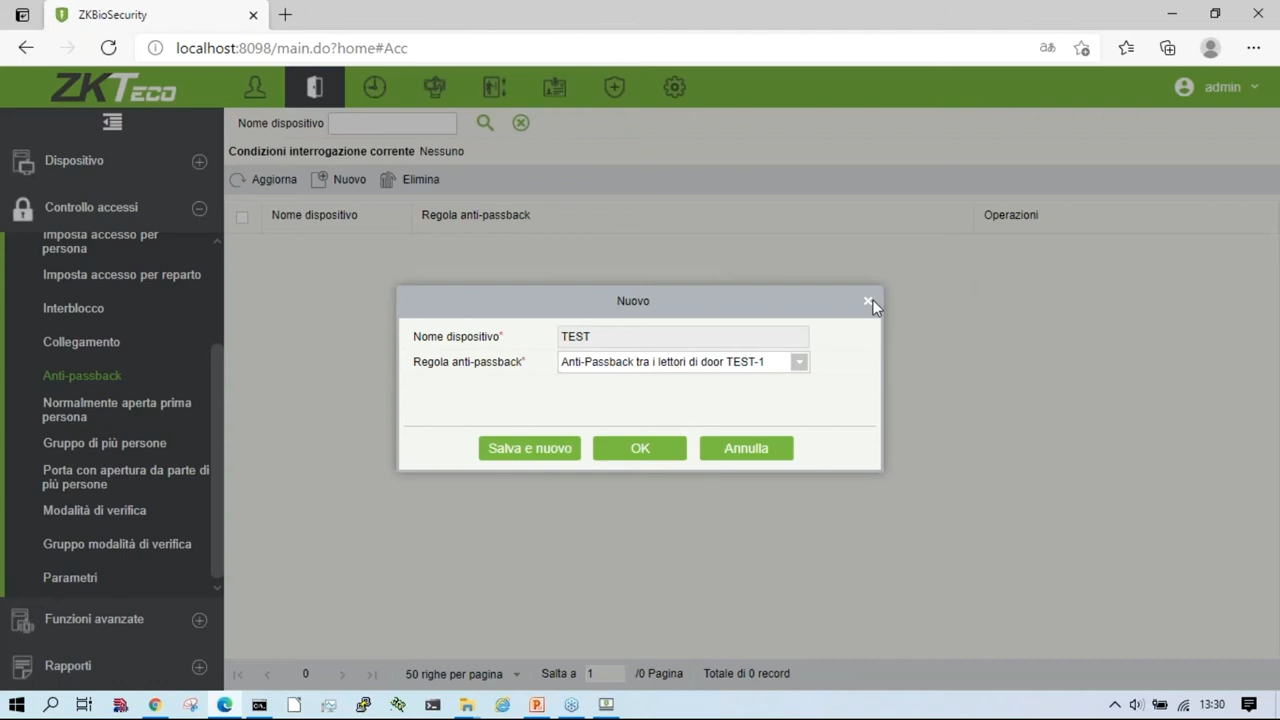 ZKBioSecurity
localhost:8098/main.do?home#Acc
ZKTeco
admin
Dispositivo
Controllo accessi
Imposta accesso per
persona
Imposta accesso per reparto
Interblocco
Collegamento
Anti-passback
Normalmente aperta prima
persona
Gruppo di più persone
Porta con apertura da parte di
più persone
Modalità di verifica
Gruppo modalità di verifica
Parametri
Funzioni avanzate
Rapporti
Nome dispositivo
Condizioni interrogazione corrente Nessuno
Aggiorna Nuovo Elimina
Nome dispositivo Regola anti-passback Operazioni
Nuovo
Nome dispositivo* TEST
Regola anti-passback* Anti-Passback tra i lettori di door TEST-1
Salva e nuovo OK Annulla
0 50 righe per pagina Salta a 1 /0 Pagina Totale di 0 record
13:30